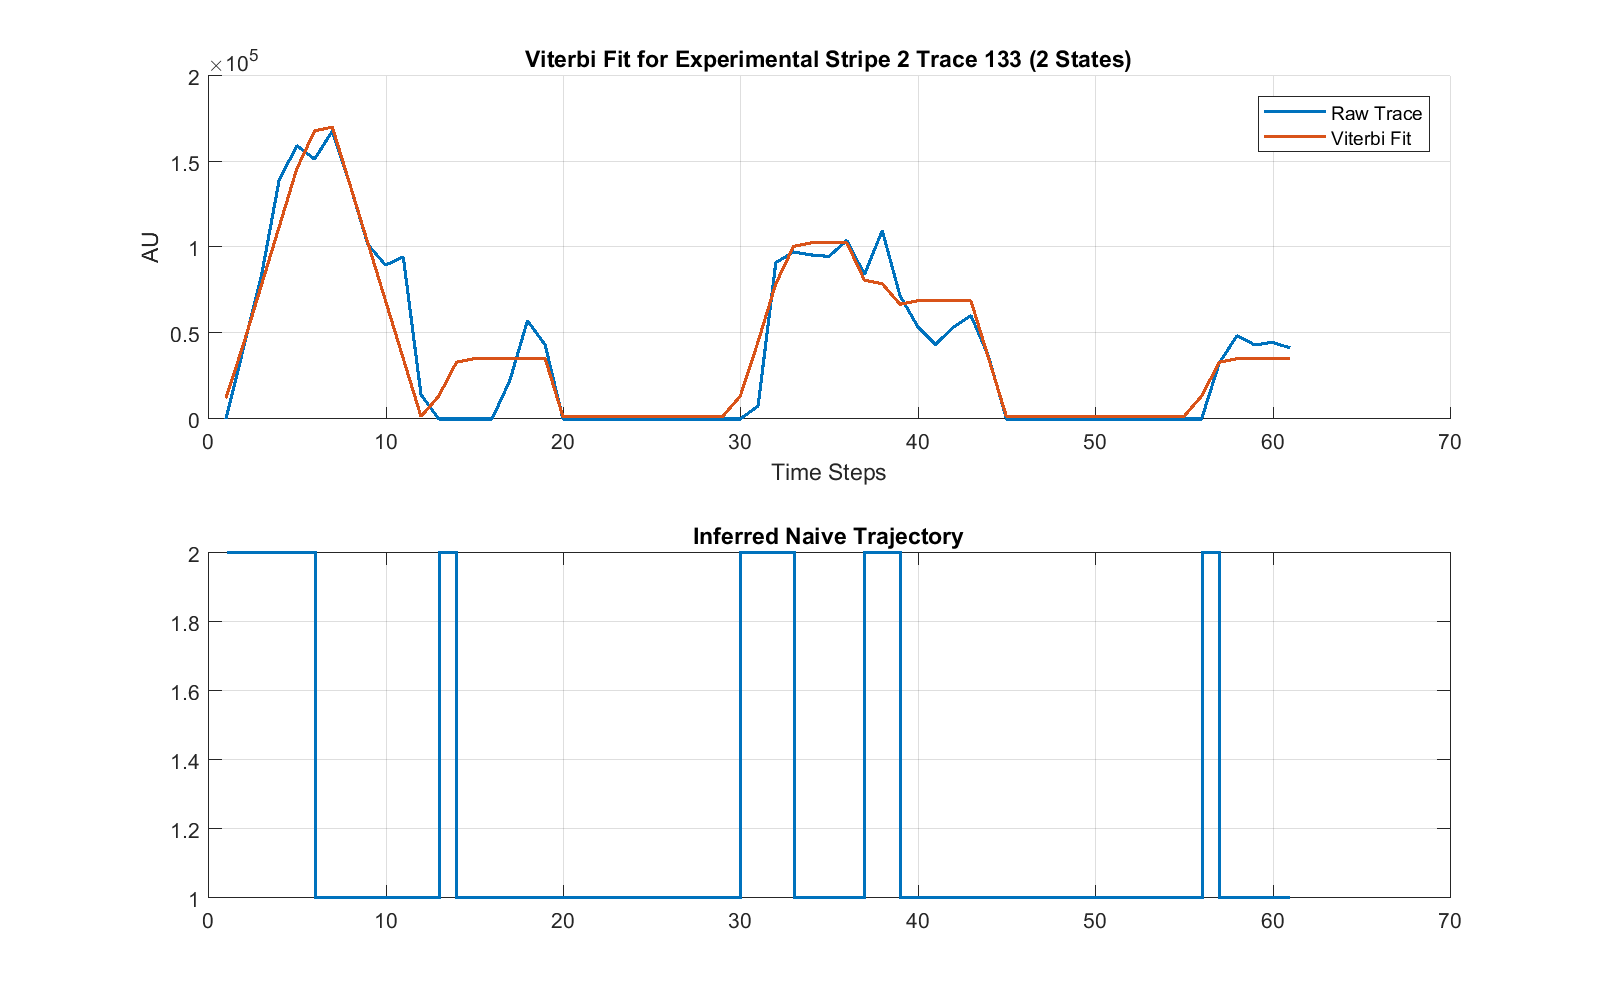 Viterbi Fit for Experimental Stripe 2 Trace 133 (2 States)
×10^5
2
1.5
1
0.5
0
AU
Raw Trace
Viterbi Fit
0 10 20 30 40 50 60 70
Time Steps
Inferred Naive Trajectory
2
1.8
1.6
1.4
1.2
1
0 10 20 30 40 50 60 70